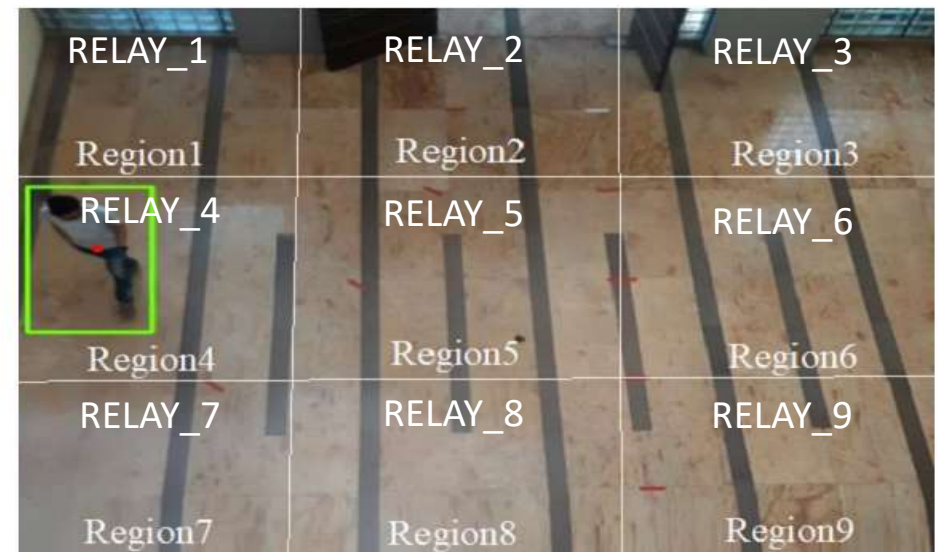 RELAY_1
RELAY_2
RELAY_3
Region1
Region2
Region3
RELAY_4
RELAY_5
RELAY_6
Region4
Region5
Region6
RELAY_7
RELAY_8
RELAY_9
Region7
Region8
Region9